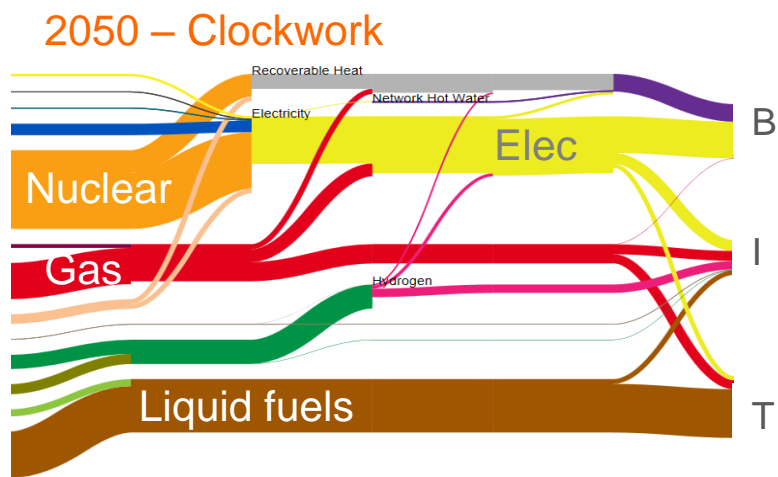 2050 – Clockwork
Recoverable Heat
Network Hot Water
Electricity
B
Elec
Nuclear
I
Gas
Hydrogen
Liquid fuels
T